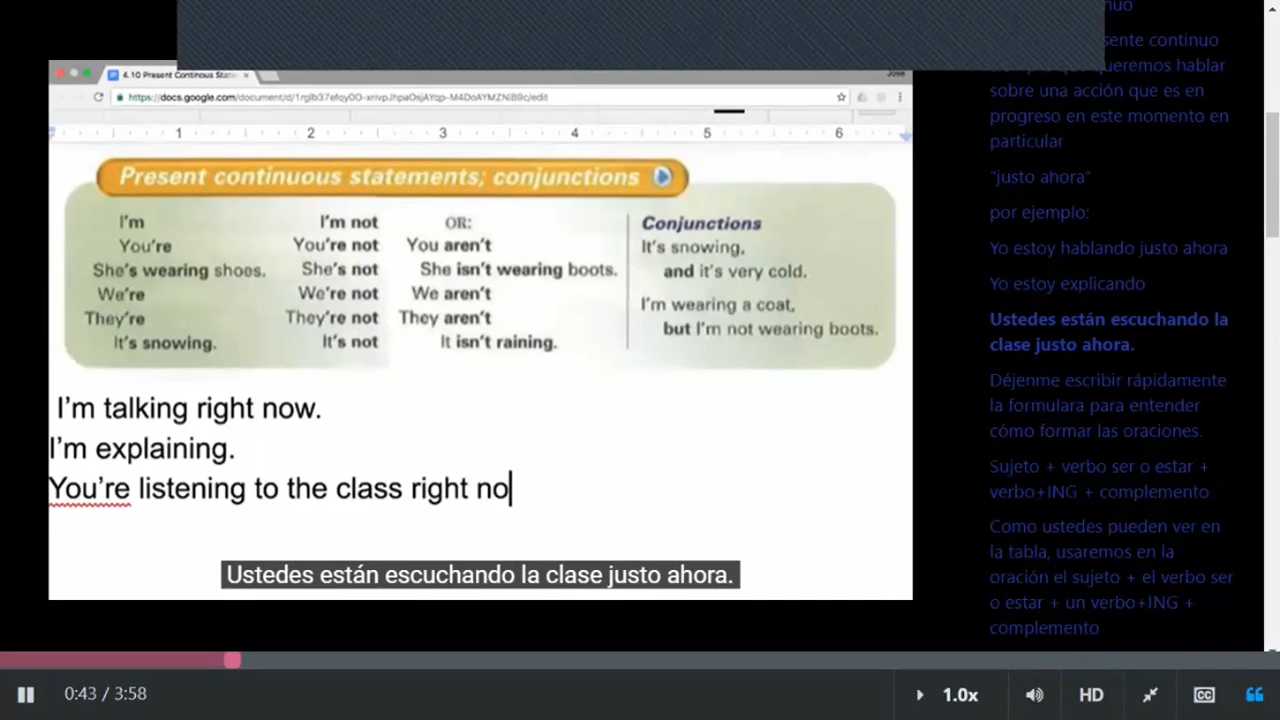 4.10 Present Continous State
Jose
https://docs.google.com/document/d/1rglb37efqyOO-xrivpJhpaOsjAYqp-M4DoAYMZNiB9c/edit
1 2 3 4 5 6
Present continuous statements; conjunctions
I'm I'm not OR:
You're You're not You aren't
She's wearing shoes. She's not She isn't wearing boots.
We're We're not We aren't
They're They're not They aren't
It's snowing. It's not It isn't raining.
Conjunctions
It's snowing,
and it's very cold.
I'm wearing a coat,
but I'm not wearing boots.
I'm talking right now.
I'm explaining.
You're listening to the class right no
Ustedes están escuchando la clase justo ahora.
sente continuo
queremos hablar
sobre una acción que es en
progreso en este momento en
particular
"justo ahora"
por ejemplo:
Yo estoy hablando justo ahora
Yo estoy explicando
Ustedes están escuchando la
clase justo ahora.
Déjenme escribir rápidamente
la formulara para entender
cómo formar las oraciones.
Sujeto + verbo ser o estar +
verbo+ING + complemento
Como ustedes pueden ver en
la tabla, usaremos en la
oración el sujeto + el verbo ser
o estar + un verbo+ING +
complemento
0:43 / 3:58
1.0x
HD
CC